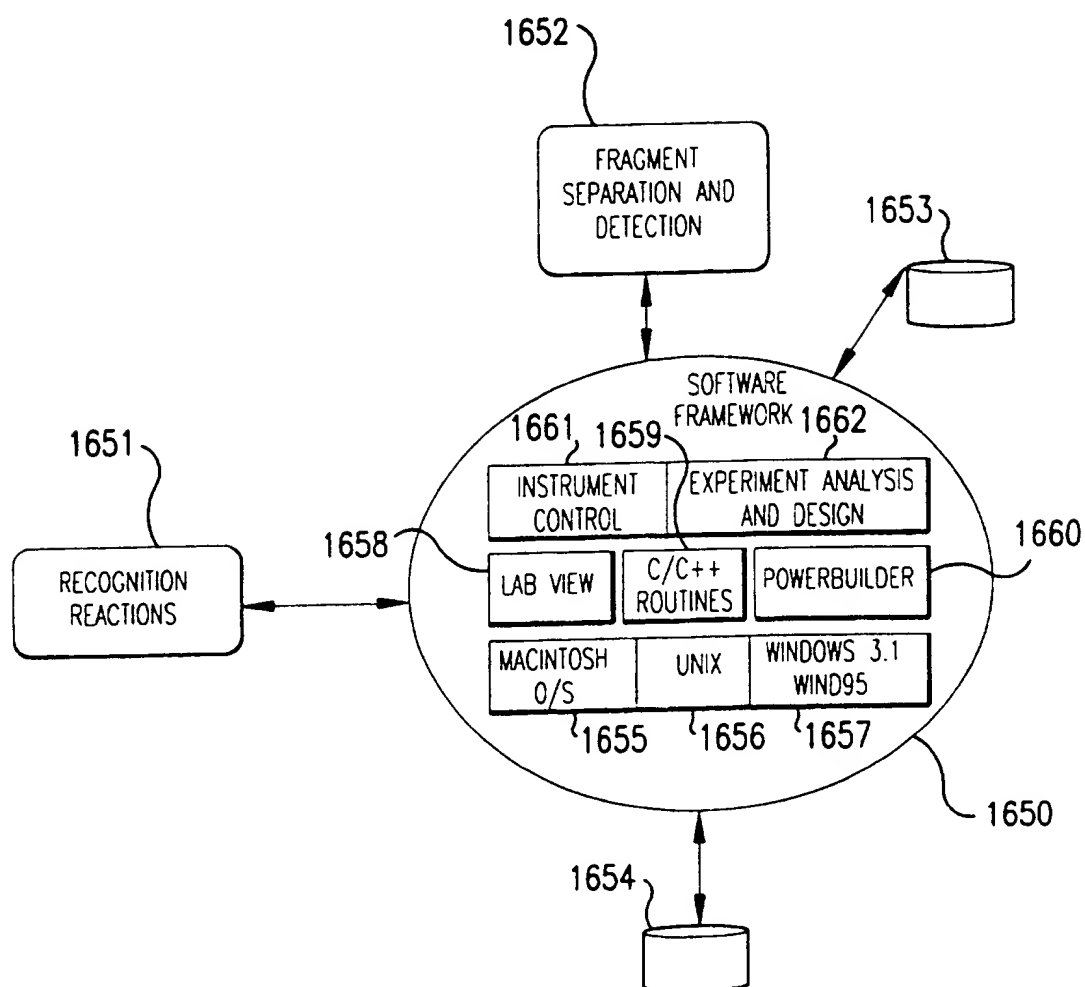 1652
FRAGMENT
SEPARATION AND
DETECTION
1653
SOFTWARE
FRAMEWORK
1661
1659
1662
INSTRUMENT
CONTROL
EXPERIMENT ANALYSIS
AND DESIGN
1651
RECOGNITION
REACTIONS
1658
LAB VIEW
C/C++
ROUTINES
POWERBUILDER
1660
MACINTOSH
O/S
UNIX
WINDOWS 3.1
WIND95
1655
1656
1657
1650
1654